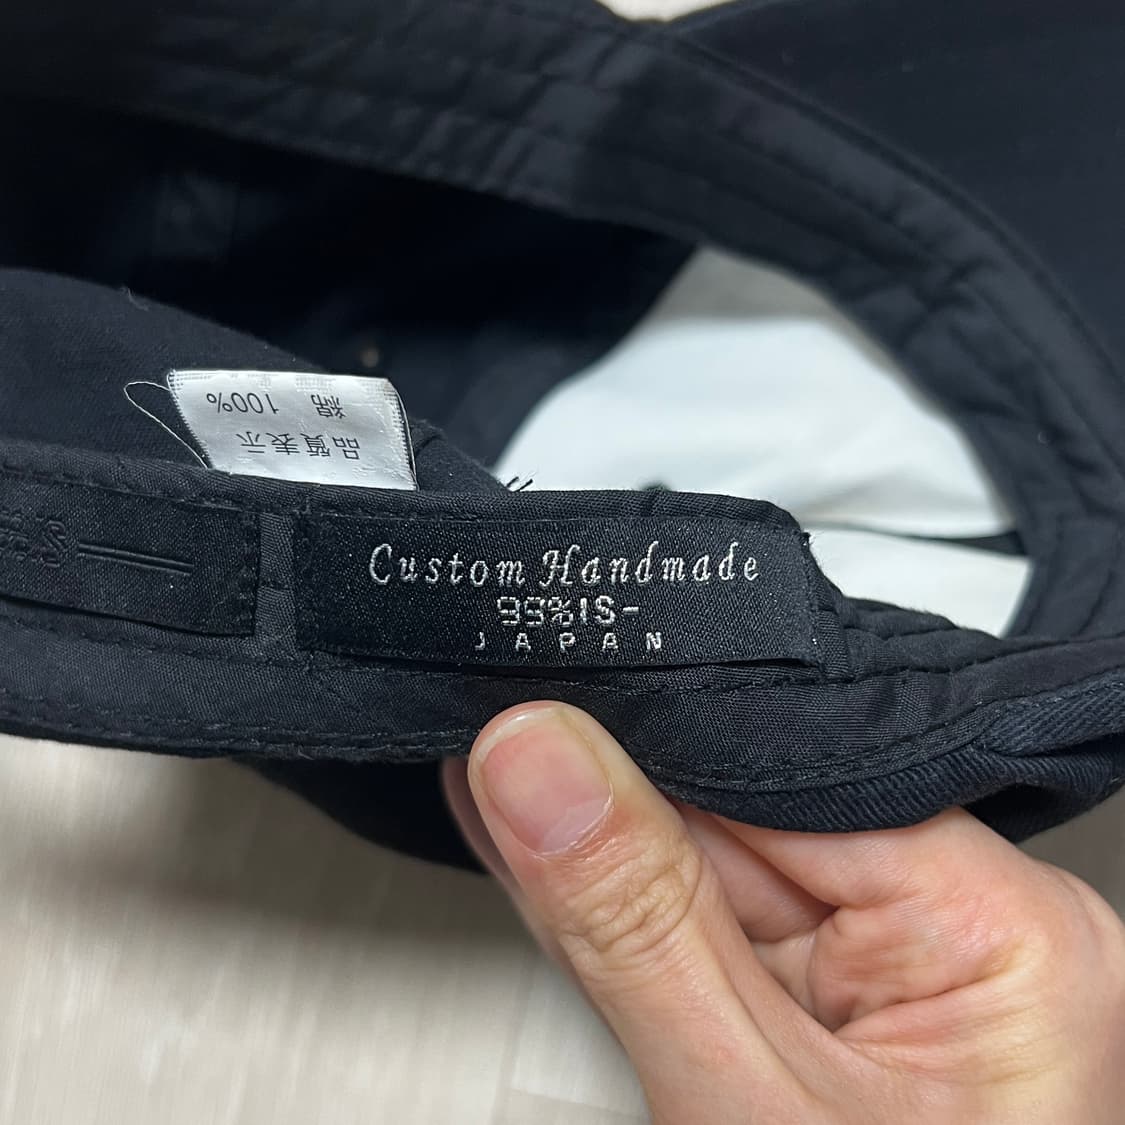 品質表示
綿 100%
Custom Handmade
99%IS-
JAPAN